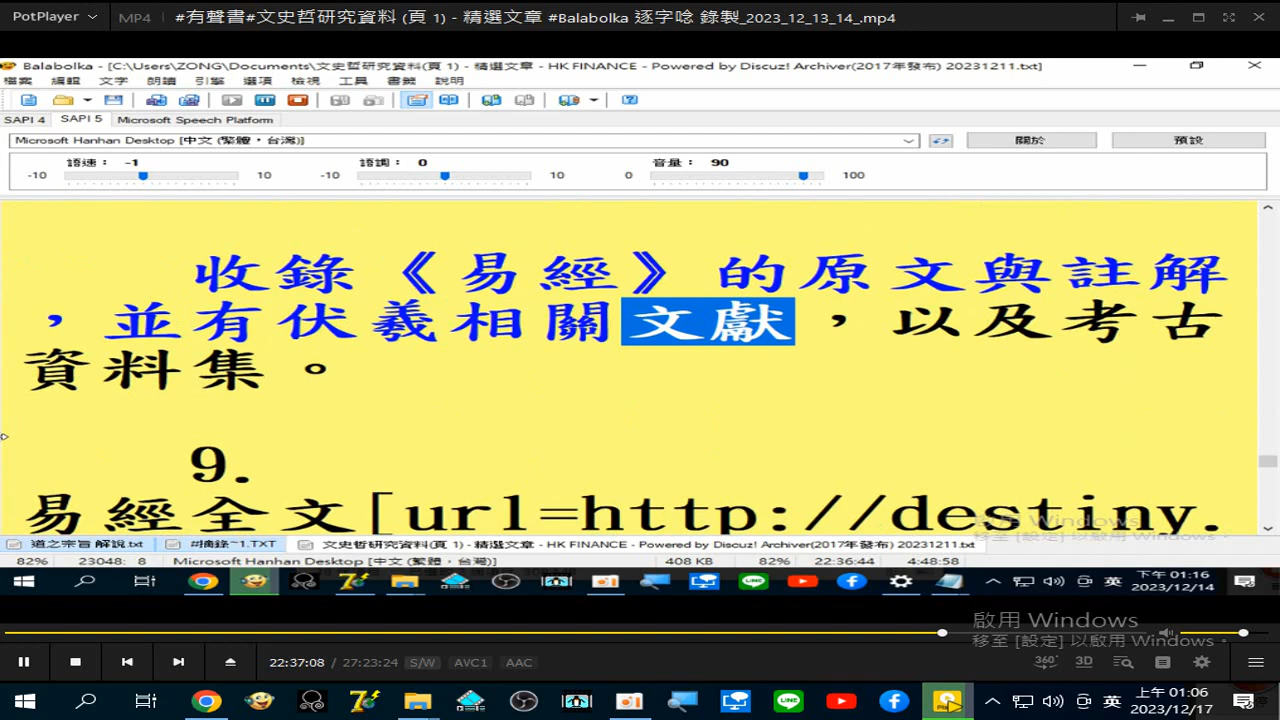 PotPlayer
MP4
#有聲書#文史哲研究資料 (頁 1) - 精選文章 #Balabolka 逐字唸 錄製_2023_12_13_14_.mp4
Balabolka - [C:\Users\ZONG\Documents\文史哲研究資料(頁 1) - 精選文章 - HK FINANCE - Powered by Discuz! Archiver(2017年發布) 20231211.txt]
檔案 編輯 文字 朗讀 引擎 選項 檢視 工具 書籤 說明
SAPI 4 SAPI 5 Microsoft Speech Platform
Microsoft Hanhan Desktop [中文 (繁體，台灣)]
關於
預設
語速： -1 語調： 0 音量： 90
-10 10 -10 10 0 100
收錄《易經》的原文與註解
，並有伏羲相關文獻，以及考古
資料集。
9.
易經全文[url=http://destiny.
啟用 Windows
移至 [設定] 以啟用 Windows。
道之宗旨 解說.txt #摘錄~1.TXT 文史哲研究資料(頁 1) - 精選文章 - HK FINANCE - Powered by Discuz! Archiver(2017年發布) 20231211.txt
82% 23048: 8 Microsoft Hanhan Desktop [中文 (繁體，台灣)] 408 KB 82% 22:36:44 4:48:58
英 下午 01:16
2023/12/14
啟用 Windows
移至 [設定] 以啟用 Windows。
22:37:08 / 27:23:24 S/W AVC1 AAC
360° 3D
英 上午 01:06
2023/12/17